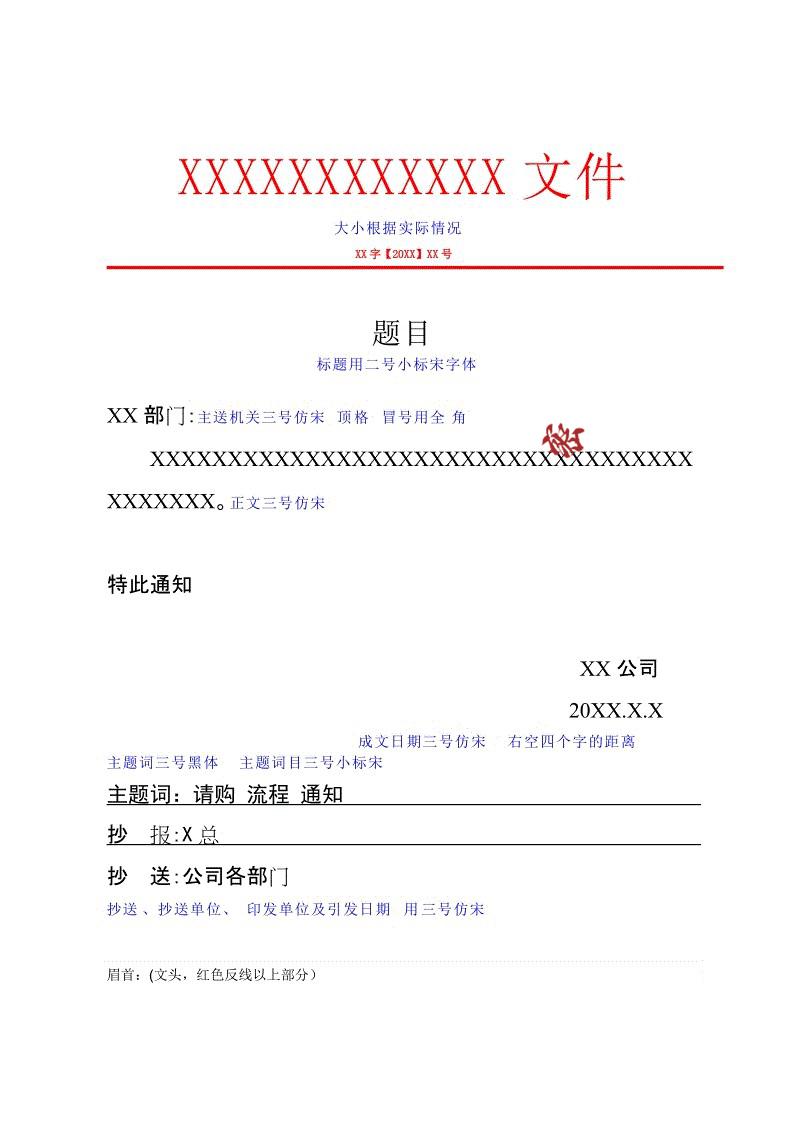 XXXXXXXXXXXX 文件
大小根据实际情况
XX 字【20XX】XX 号
题目
标题用二号小标宋字体
XX 部门:主送机关三号仿宋 顶格 冒号用全 角
XXXXXXXXXXXXXXXXXXXXXXXXXXXXXXXXXXX
XXXXXXX。正文三号仿宋
特此通知
XX 公司
20XX.X.X
成文日期三号仿宋 右空四个字的距离
主题词三号黑体 主题词目三号小标宋
主题词：请购 流程 通知
抄 报:X 总
抄 送:公司各部门
抄送 、抄送单位、 印发单位及引发日期 用三号仿宋
眉首：(文头，红色反线以上部分）